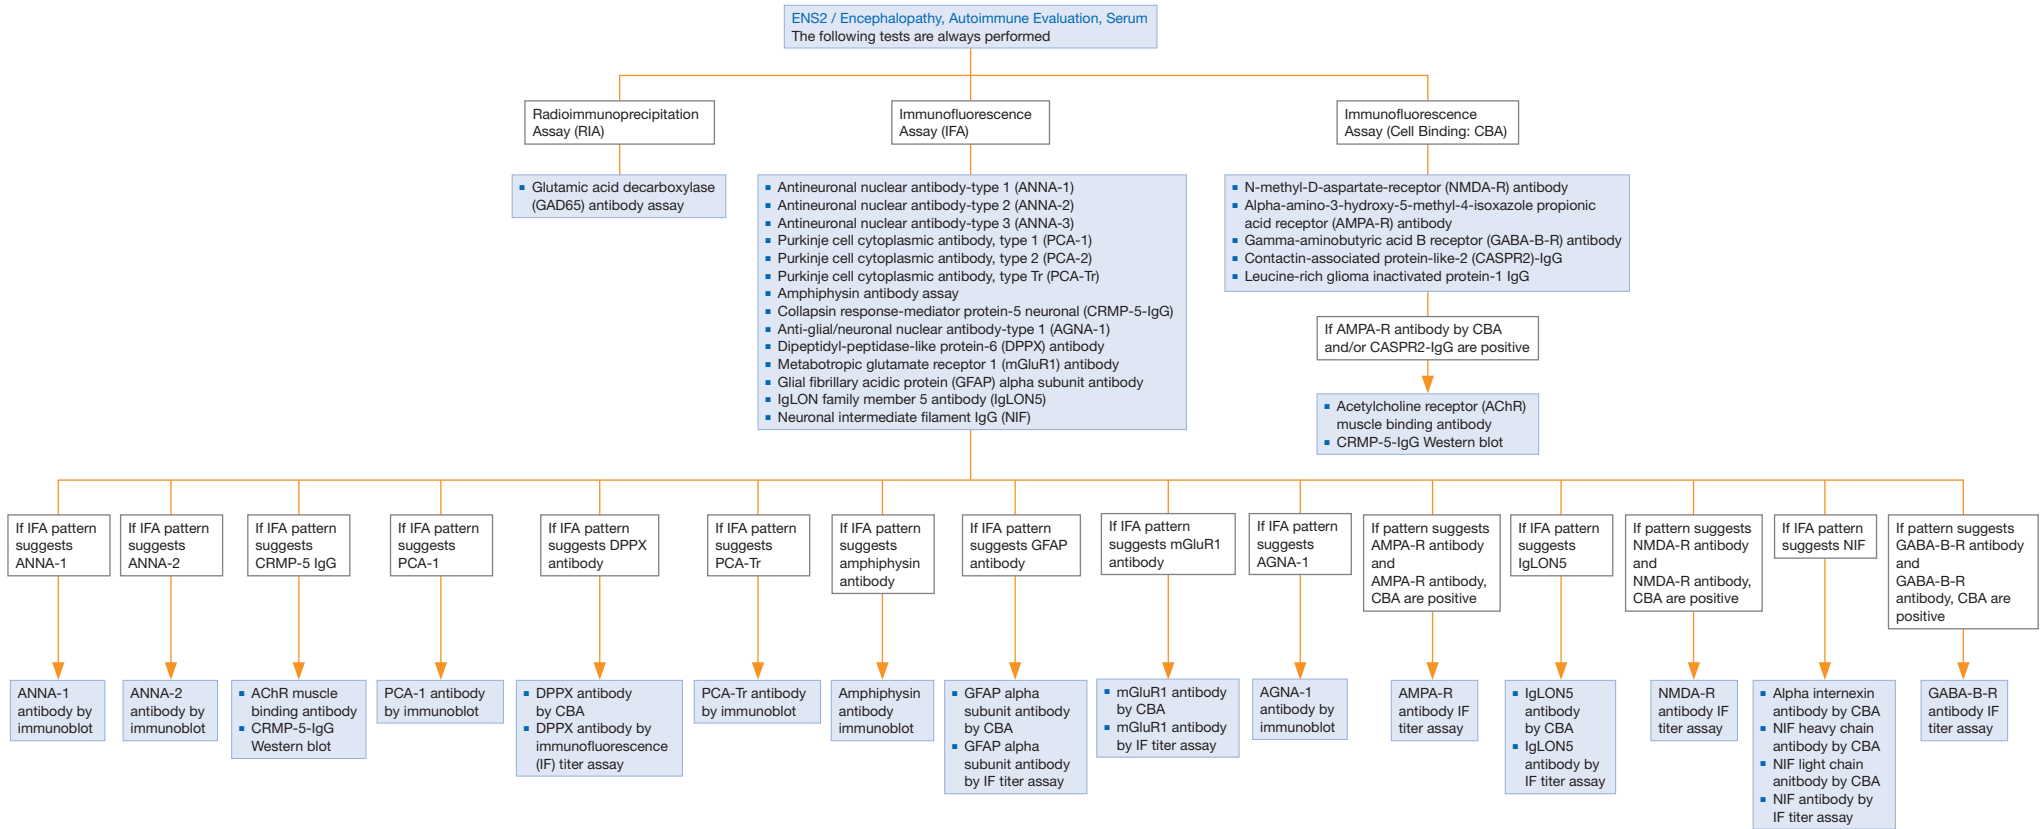 ENS2 / Encephalopathy, Autoimmune Evaluation, Serum
The following tests are always performed
Radioimmunoprecipitation
Assay (RIA)
Immunofluorescence
Assay (IFA)
Immunofluorescence
Assay (Cell Binding: CBA)
▪ Glutamic acid decarboxylase
(GAD65) antibody assay
▪ Antineuronal nuclear antibody-type 1 (ANNA-1)
▪ Antineuronal nuclear antibody-type 2 (ANNA-2)
▪ Antineuronal nuclear antibody-type 3 (ANNA-3)
▪ Purkinje cell cytoplasmic antibody, type 1 (PCA-1)
▪ Purkinje cell cytoplasmic antibody, type 2 (PCA-2)
▪ Purkinje cell cytoplasmic antibody, type Tr (PCA-Tr)
▪ Amphiphysin antibody assay
▪ Collapsin response-mediator protein-5 neuronal (CRMP-5-IgG)
▪ Anti-glial/neuronal nuclear antibody-type 1 (AGNA-1)
▪ Dipeptidyl-peptidase-like protein-6 (DPPX) antibody
▪ Metabotropic glutamate receptor 1 (mGluR1) antibody
▪ Glial fibrillary acidic protein (GFAP) alpha subunit antibody
▪ IgLON family member 5 antibody (IgLON5)
▪ Neuronal intermediate filament IgG (NIF)
▪ N-methyl-D-aspartate-receptor (NMDA-R) antibody
▪ Alpha-amino-3-hydroxy-5-methyl-4-isoxazole propionic
acid receptor (AMPA-R) antibody
▪ Gamma-aminobutyric acid B receptor (GABA-B-R) antibody
▪ Contactin-associated protein-like-2 (CASPR2)-IgG
▪ Leucine-rich glioma inactivated protein-1 IgG
If AMPA-R antibody by CBA
and/or CASPR2-IgG are positive
▪ Acetylcholine receptor (AChR)
muscle binding antibody
▪ CRMP-5-IgG Western blot
If IFA pattern
suggests
ANNA-1
If IFA pattern
suggests
ANNA-2
If IFA pattern
suggests
CRMP-5 IgG
If IFA pattern
suggests
PCA-1
If IFA pattern
suggests DPPX
antibody
If IFA pattern
suggests
PCA-Tr
If IFA pattern
suggests
amphiphysin
antibody
If IFA pattern
suggests GFAP
antibody
If IFA pattern
suggests mGluR1
antibody
If IFA pattern
suggests
AGNA-1
If pattern suggests
AMPA-R antibody
and
AMPA-R antibody,
CBA are positive
If IFA pattern
suggests
IgLON5
If pattern suggests
NMDA-R antibody
and
NMDA-R antibody,
CBA are positive
If IFA pattern
suggests NIF
If pattern suggests
GABA-B-R antibody
and
GABA-B-R
antibody, CBA are
positive
ANNA-1
antibody by
immunoblot
ANNA-2
antibody by
immunoblot
▪ AChR muscle
binding antibody
▪ CRMP-5-IgG
Western blot
PCA-1 antibody
by immunoblot
▪ DPPX antibody
by CBA
▪ DPPX antibody by
immunofluorescence
(IF) titer assay
PCA-Tr antibody
by immunoblot
Amphiphysin
antibody
immunoblot
▪ GFAP alpha
subunit antibody
by CBA
▪ GFAP alpha
subunit antibody
by IF titer assay
▪ mGluR1 antibody
by CBA
▪ mGluR1 antibody
by IF titer assay
AGNA-1
antibody by
immunoblot
AMPA-R
antibody IF
titer assay
▪ IgLON5
antibody
by CBA
▪ IgLON5
antibody by
IF titer assay
NMDA-R
antibody IF
titer assay
▪ Alpha internexin
antibody by CBA
▪ NIF heavy chain
antibody by CBA
▪ NIF light chain
anitbody by CBA
▪ NIF antibody by
IF titer assay
GABA-B-R
antibody IF
titer assay